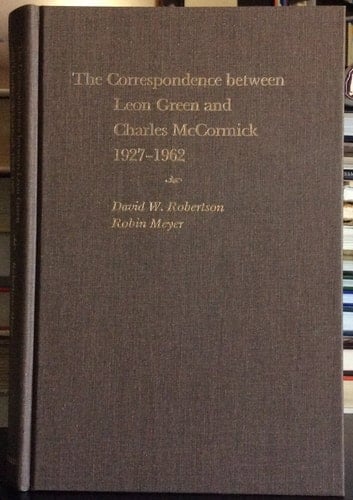 The Correspondence between
Leon Green and
Charles McCormick
1927–1962
David W. Robertson
Robin Meyer